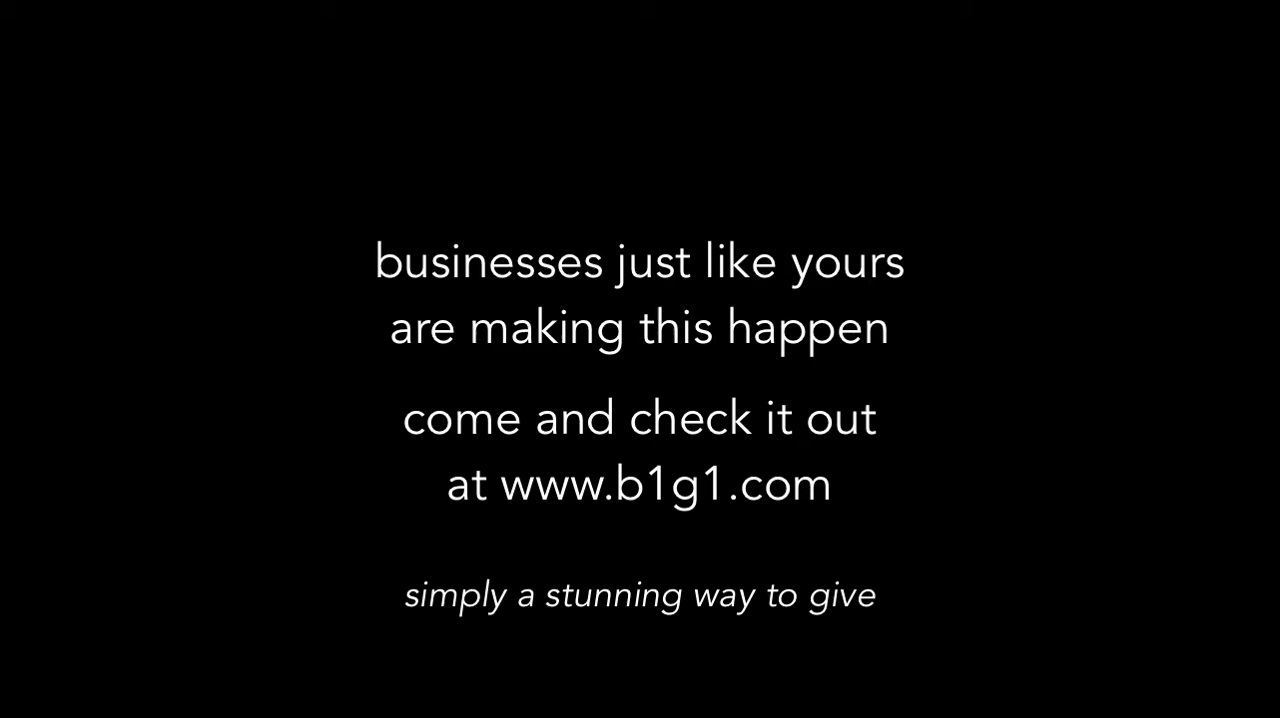 businesses just like yours
are making this happen
come and check it out
at www.b1g1.com
simply a stunning way to give